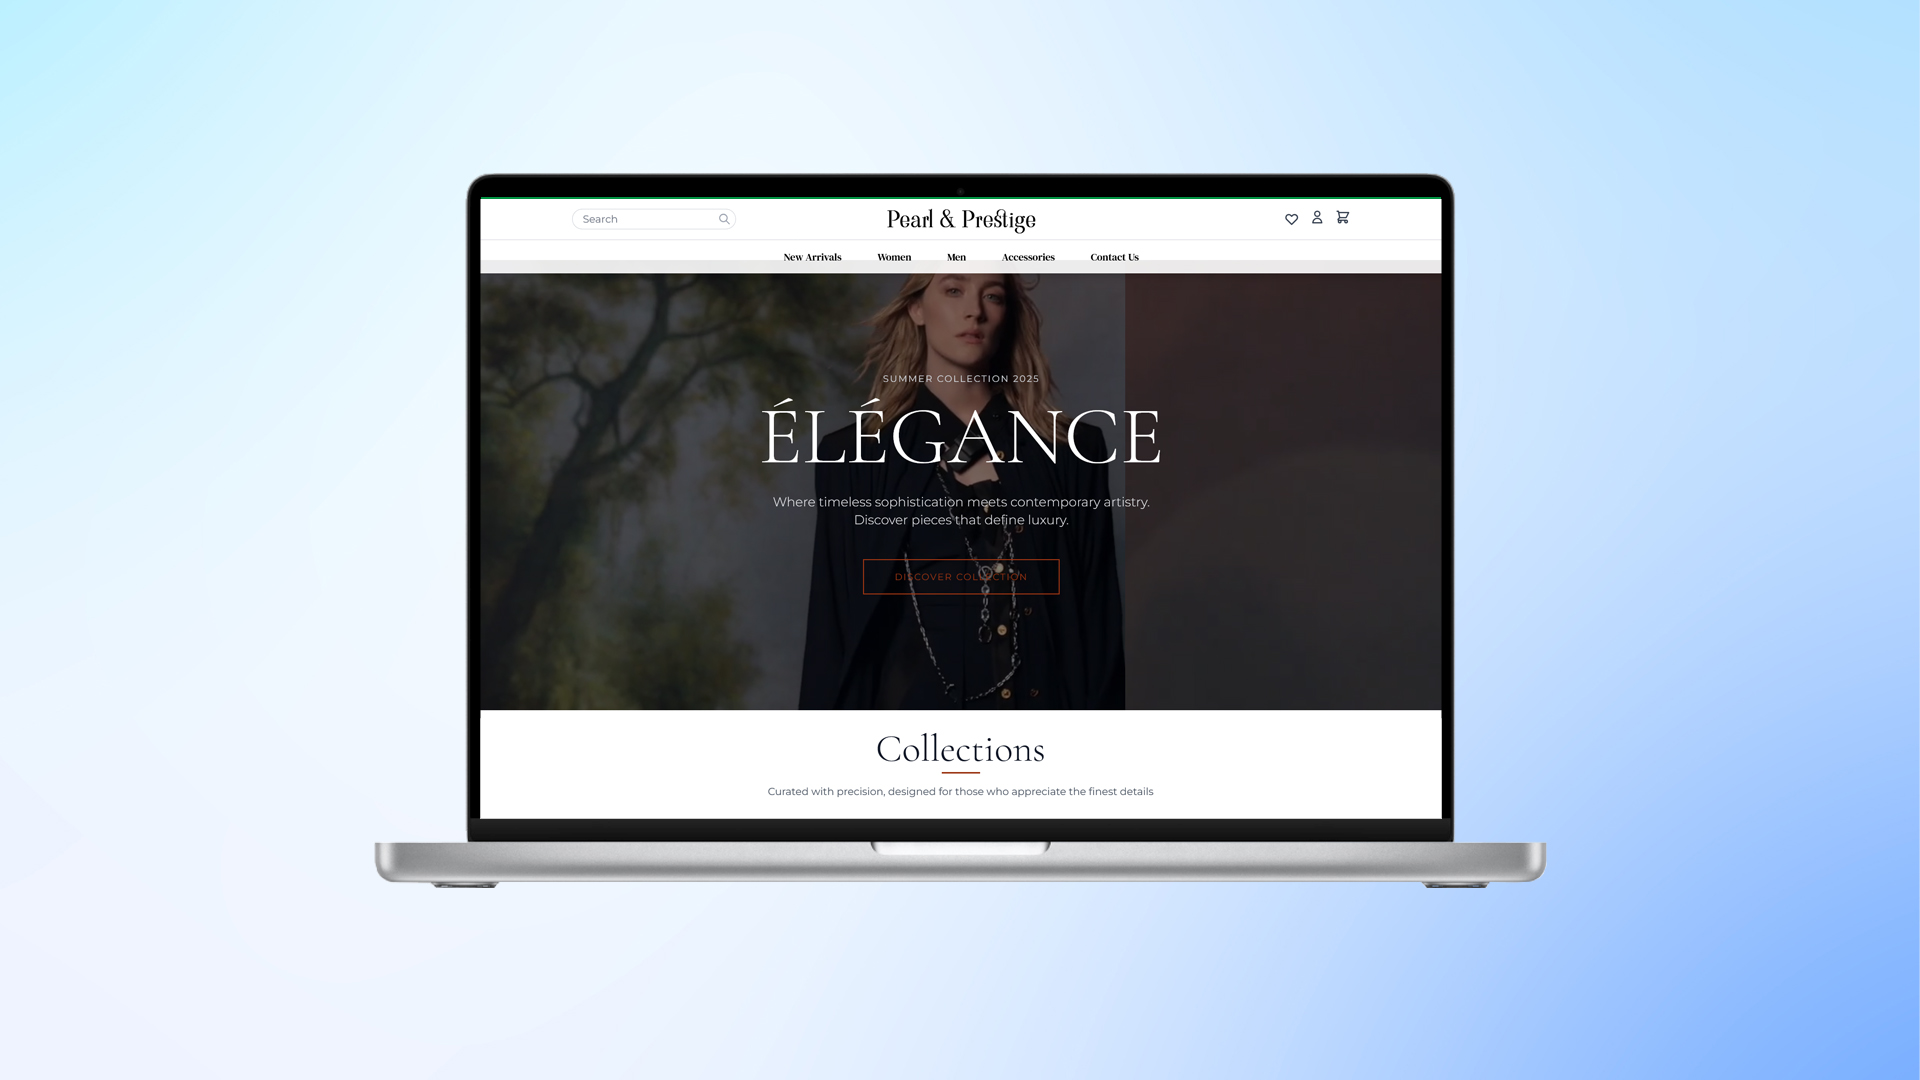 Search
Pearl & Prestige
New Arrivals Women Men Accessories Contact Us
SUMMER COLLECTION 2025
ÉLÉGANCE
Where timeless sophistication meets contemporary artistry.
Discover pieces that define luxury.
DISCOVER COLLECTION
Collections
Curated with precision, designed for those who appreciate the finest details